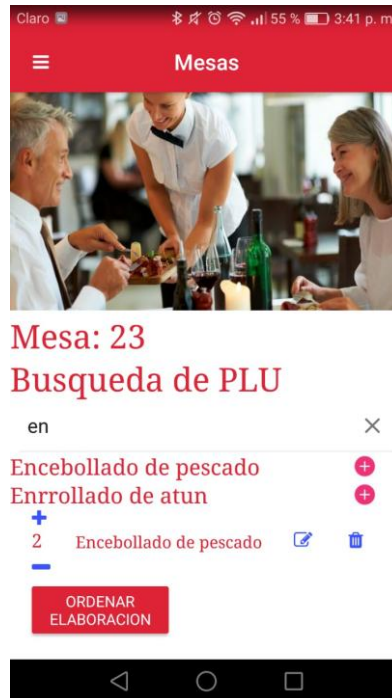 Claro 55 % 3:41 p. m
Mesas
Mesa: 23
Busqueda de PLU
en
Encebollado de pescado
Enrrollado de atun
2 Encebollado de pescado
ORDENAR
ELABORACION